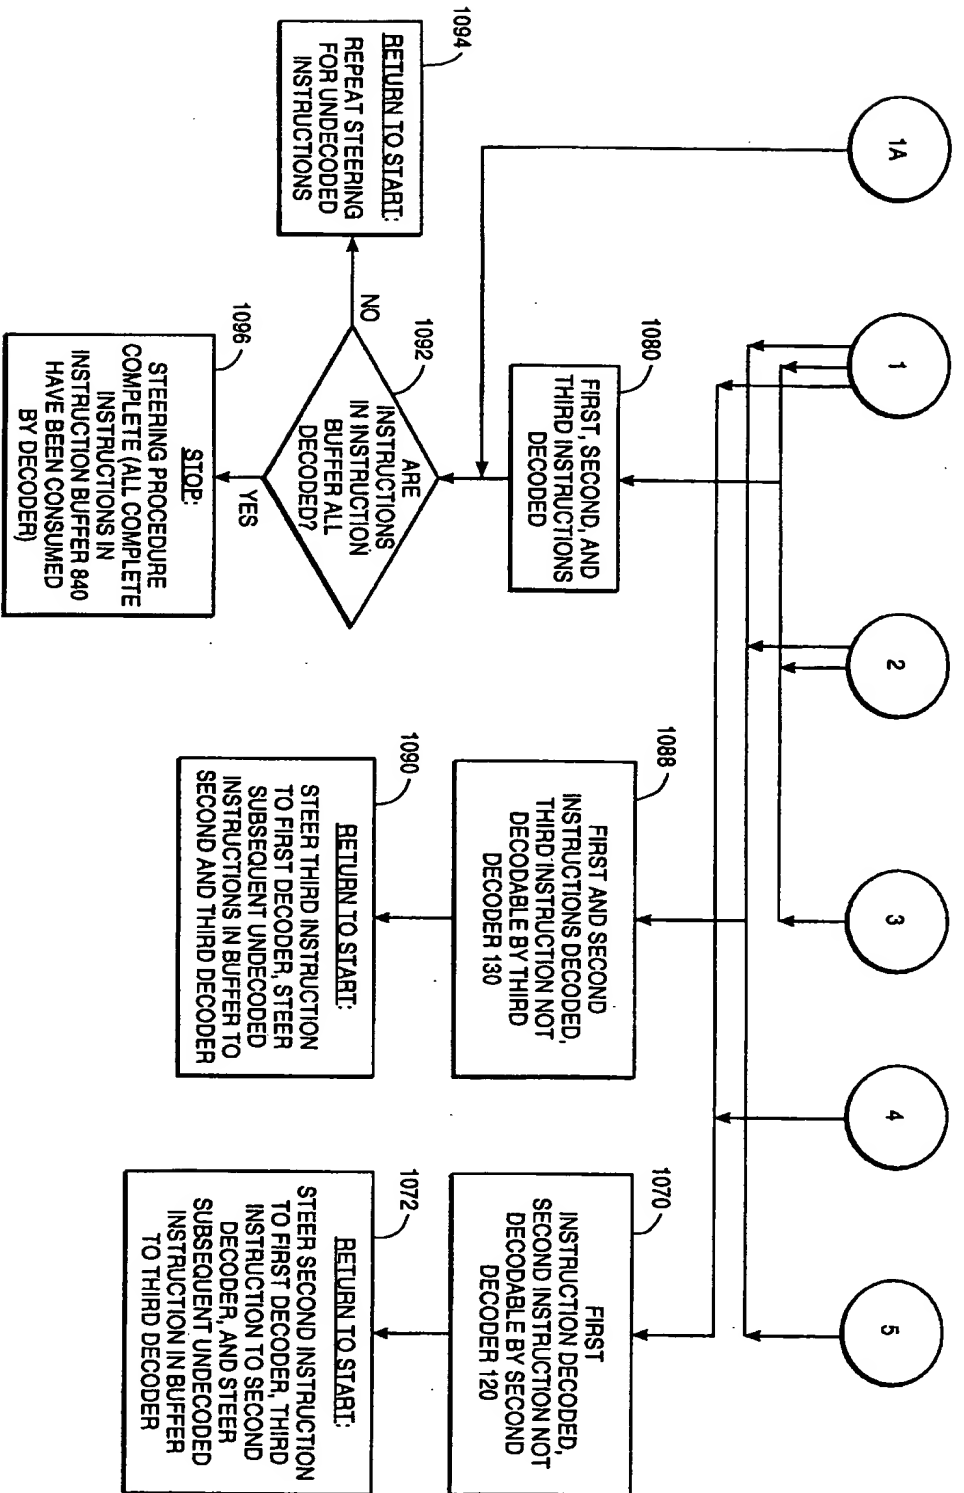 1A
1
2
3
4
5
1080
FIRST, SECOND, AND
THIRD INSTRUCTIONS
DECODED
1088
FIRST AND SECOND
INSTRUCTIONS DECODED,
THIRD INSTRUCTION NOT
DECODABLE BY THIRD
DECODER 130
1070
FIRST
INSTRUCTION DECODED,
SECOND INSTRUCTION NOT
DECODABLE BY SECOND
DECODER 120
1092
ARE
INSTRUCTIONS
IN INSTRUCTION
BUFFER ALL
DECODED?
NO
YES
1094
RETURN TO START:
REPEAT STEERING
FOR UNDECODED
INSTRUCTIONS
1096
STOP:
STEERING PROCEDURE
COMPLETE (ALL COMPLETE
INSTRUCTIONS IN
INSTRUCTION BUFFER 840
HAVE BEEN CONSUMED
BY DECODER)
1090
RETURN TO START:
STEER THIRD INSTRUCTION
TO FIRST DECODER, STEER
SUBSEQUENT UNDECODED
INSTRUCTIONS IN BUFFER TO
SECOND AND THIRD DECODER
1072
RETURN TO START:
STEER SECOND INSTRUCTION
TO FIRST DECODER, THIRD
INSTRUCTION TO SECOND
DECODER, AND STEER
SUBSEQUENT UNDECODED
INSTRUCTION IN BUFFER
TO THIRD DECODER